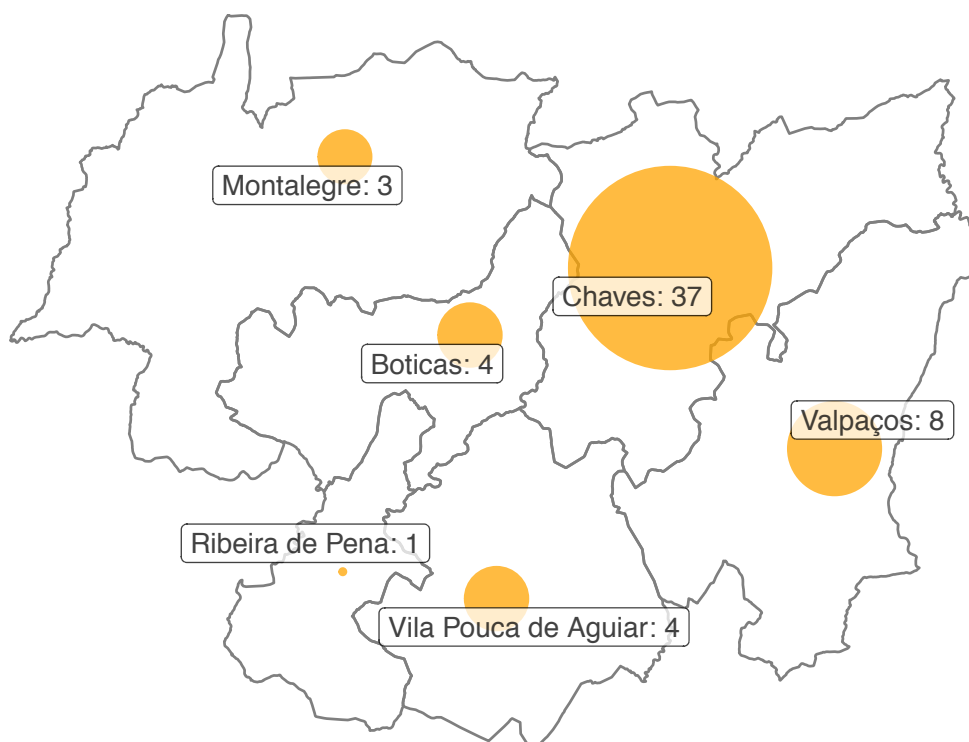 Montalegre: 3
Chaves: 37
Boticas: 4
Valpaços: 8
Ribeira de Pena: 1
Vila Pouca de Aguiar: 4